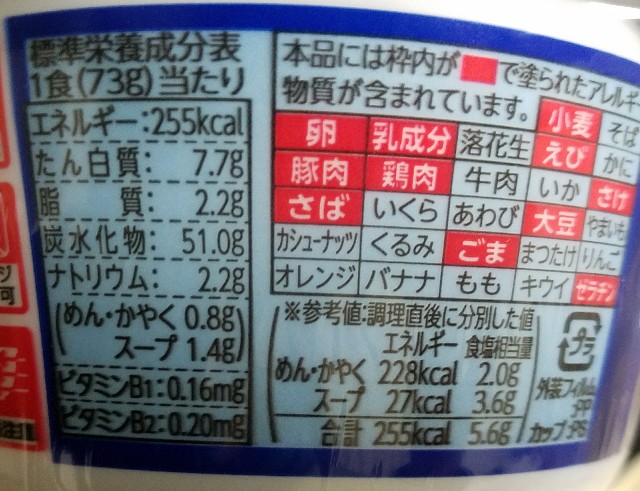 標準栄養成分表
1食(73g)当たり
エネルギー:255kcal
たん白質: 7.7g
脂 質: 2.2g
炭水化物: 51.0g
ナトリウム: 2.2g
(めん・かやく 0.8g
スープ 1.4g)
ビタミンB1:0.16mg
ビタミンB2:0.20mg
本品には枠内が■で塗られたアレルギ
物質が含まれています。
卵 乳成分 落花生 小麦 そば
えび かに
豚肉 鶏肉 牛肉 いか さけ
さば いくら あわび 大豆 やまいも
カシューナッツ くるみ ごま まつたけ りんご
オレンジ バナナ もも キウイ ゼラチン
※参考値:調理直後に分別した値
エネルギー 食塩相当量
めん・かやく 228kcal 2.0g
スープ 27kcal 3.6g
合計 255kcal 5.6g
プラ
外装フィルム
:PP
カップ:PS